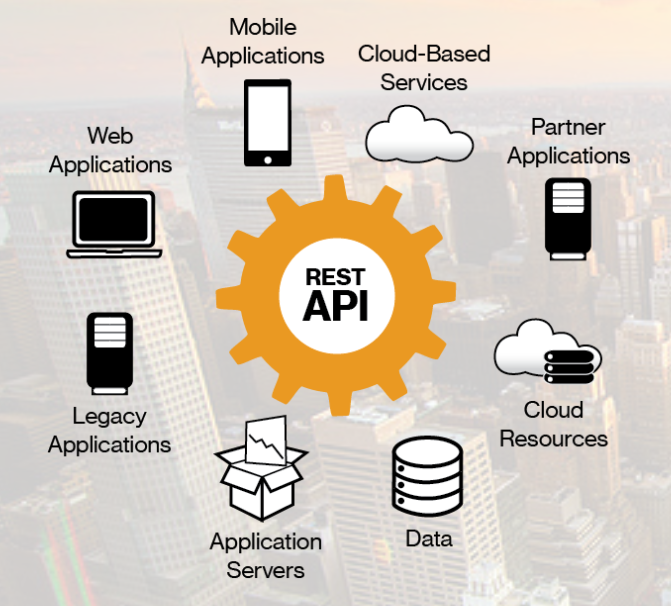 Mobile
Applications
Cloud-Based
Services
Web
Applications
Partner
Applications
REST
API
Legacy
Applications
Cloud
Resources
Application
Servers
Data